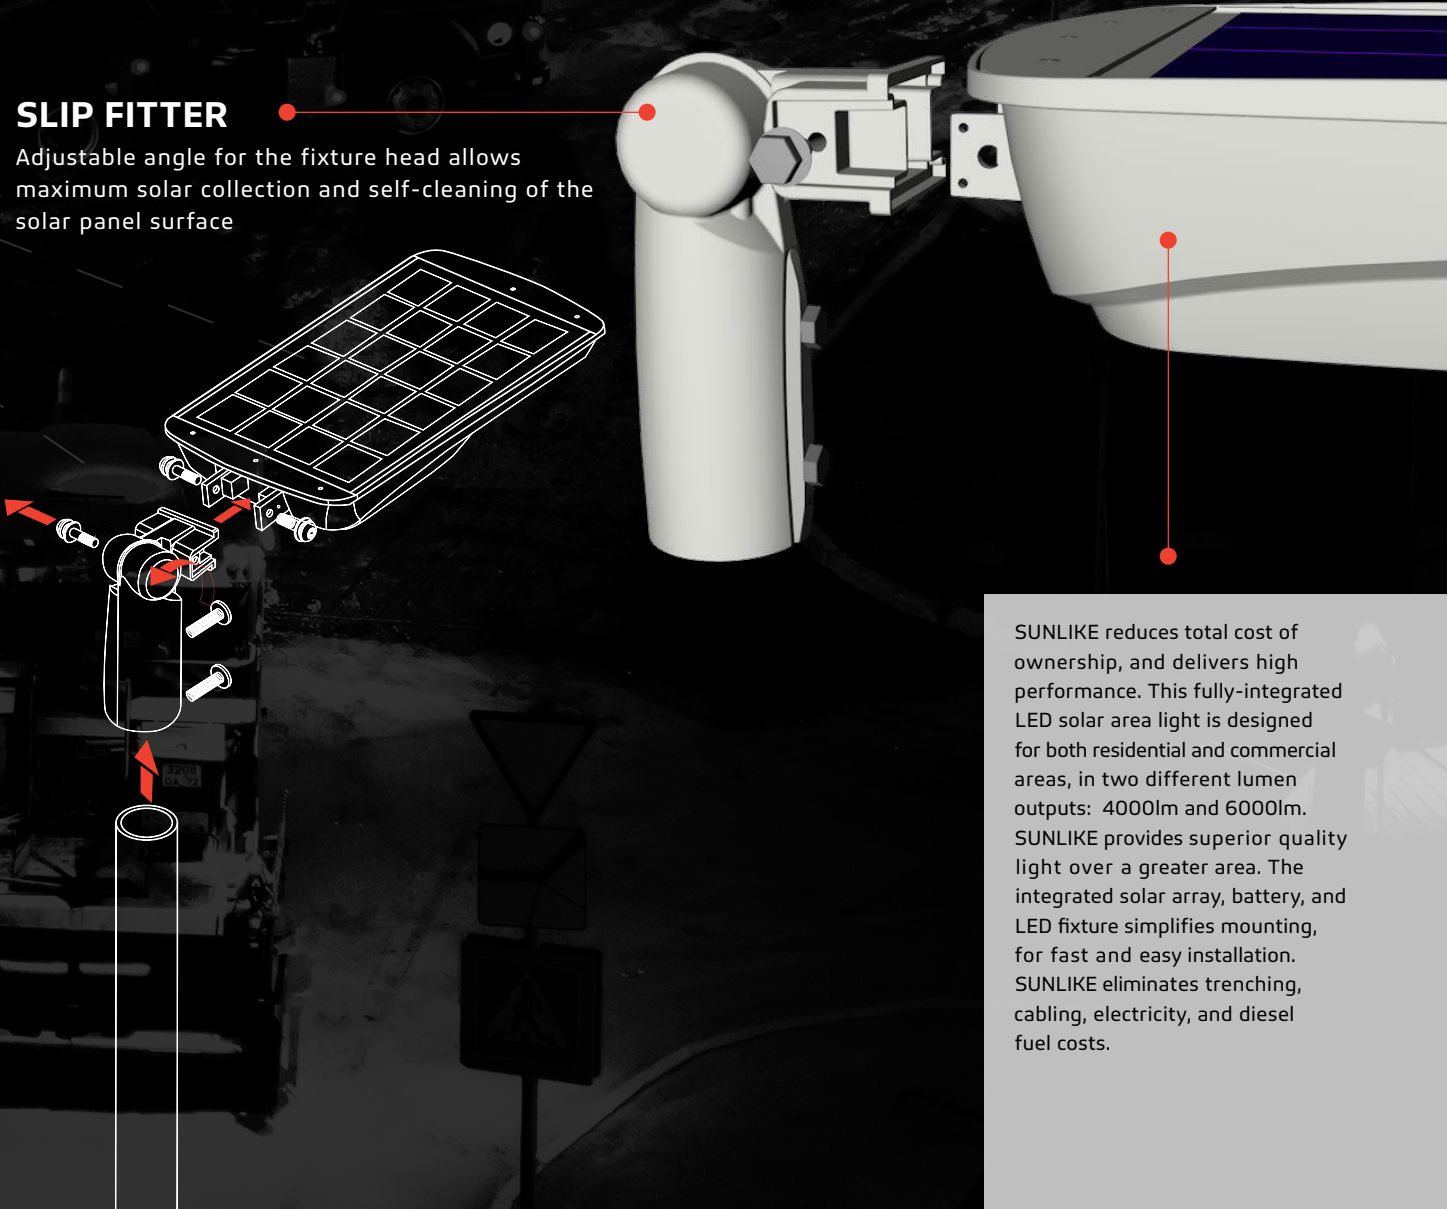 SLIP FITTER
Adjustable angle for the fixture head allows
maximum solar collection and self-cleaning of the
solar panel surface
SUNLIKE reduces total cost of
ownership, and delivers high
performance. This fully-integrated
LED solar area light is designed
for both residential and commercial
areas, in two different lumen
outputs:  4000lm and 6000lm.
SUNLIKE provides superior quality
light over a greater area. The
integrated solar array, battery, and
LED fixture simplifies mounting,
for fast and easy installation.
SUNLIKE eliminates trenching,
cabling, electricity, and diesel
fuel costs.